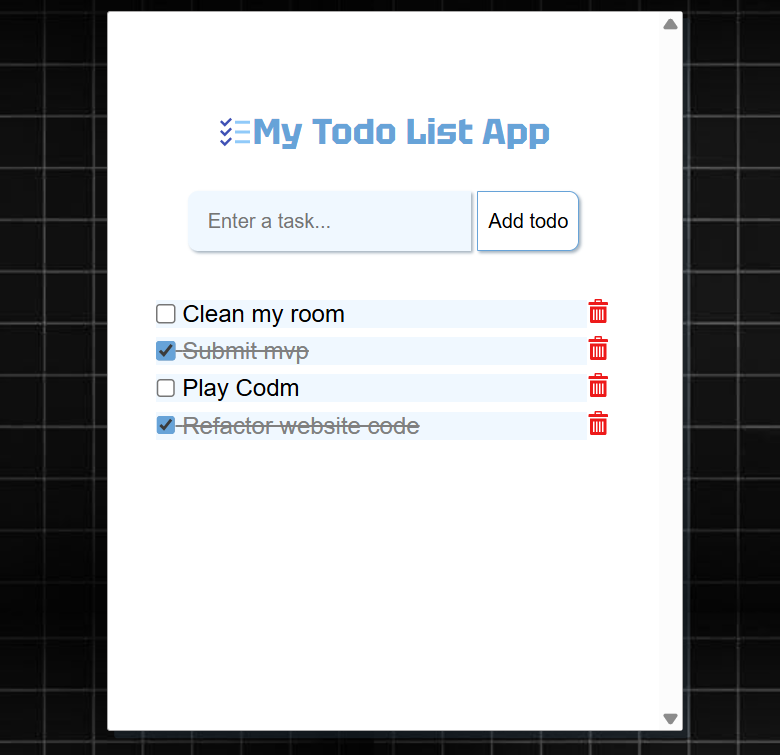 My Todo List App
Enter a task... Add todo
Clean my room
Submit mvp
Play Codm
Refactor website code